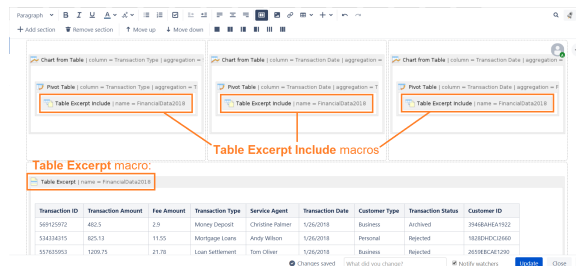 Paragraph B I U A
+ Add section Remove section ↑ Move up ↓ Move down
Chart from Table | column = Transaction Type | aggregation =
Chart from Table | column = Transaction Date | aggregation =
Chart from Table | column = Transaction Date | aggregation =
Pivot Table | column = Transaction Type | aggregation = T
Pivot Table | column = Transaction Date | aggregation = T
Pivot Table | column = Transaction Date | aggregation = F
Table Excerpt Include | name = FinancialData2018
Table Excerpt Include | name = FinancialData2018
Table Excerpt Include | name = FinancialData2018
Table Excerpt Include macros
Table Excerpt macro:
Table Excerpt | name = FinancialData2018
Transaction ID Transaction Amount Fee Amount Transaction Type Service Agent Transaction Date Customer Type Transaction Status Customer ID
569125972 482.5 2.9 Money Deposit Christine Palmer 1/26/2018 Business Archived 3946BAHEA1922
534334315 825.13 11.55 Mortgage Loans Andy Wilson 1/26/2018 Personal Rejected 1828DHDCI2660
557635953 1209.75 21.78 Loan Settlement Tom Oliver 1/26/2018 Business Rejected 2659EBCAE1290
Changes saved What did you change? Notify watchers Update Close